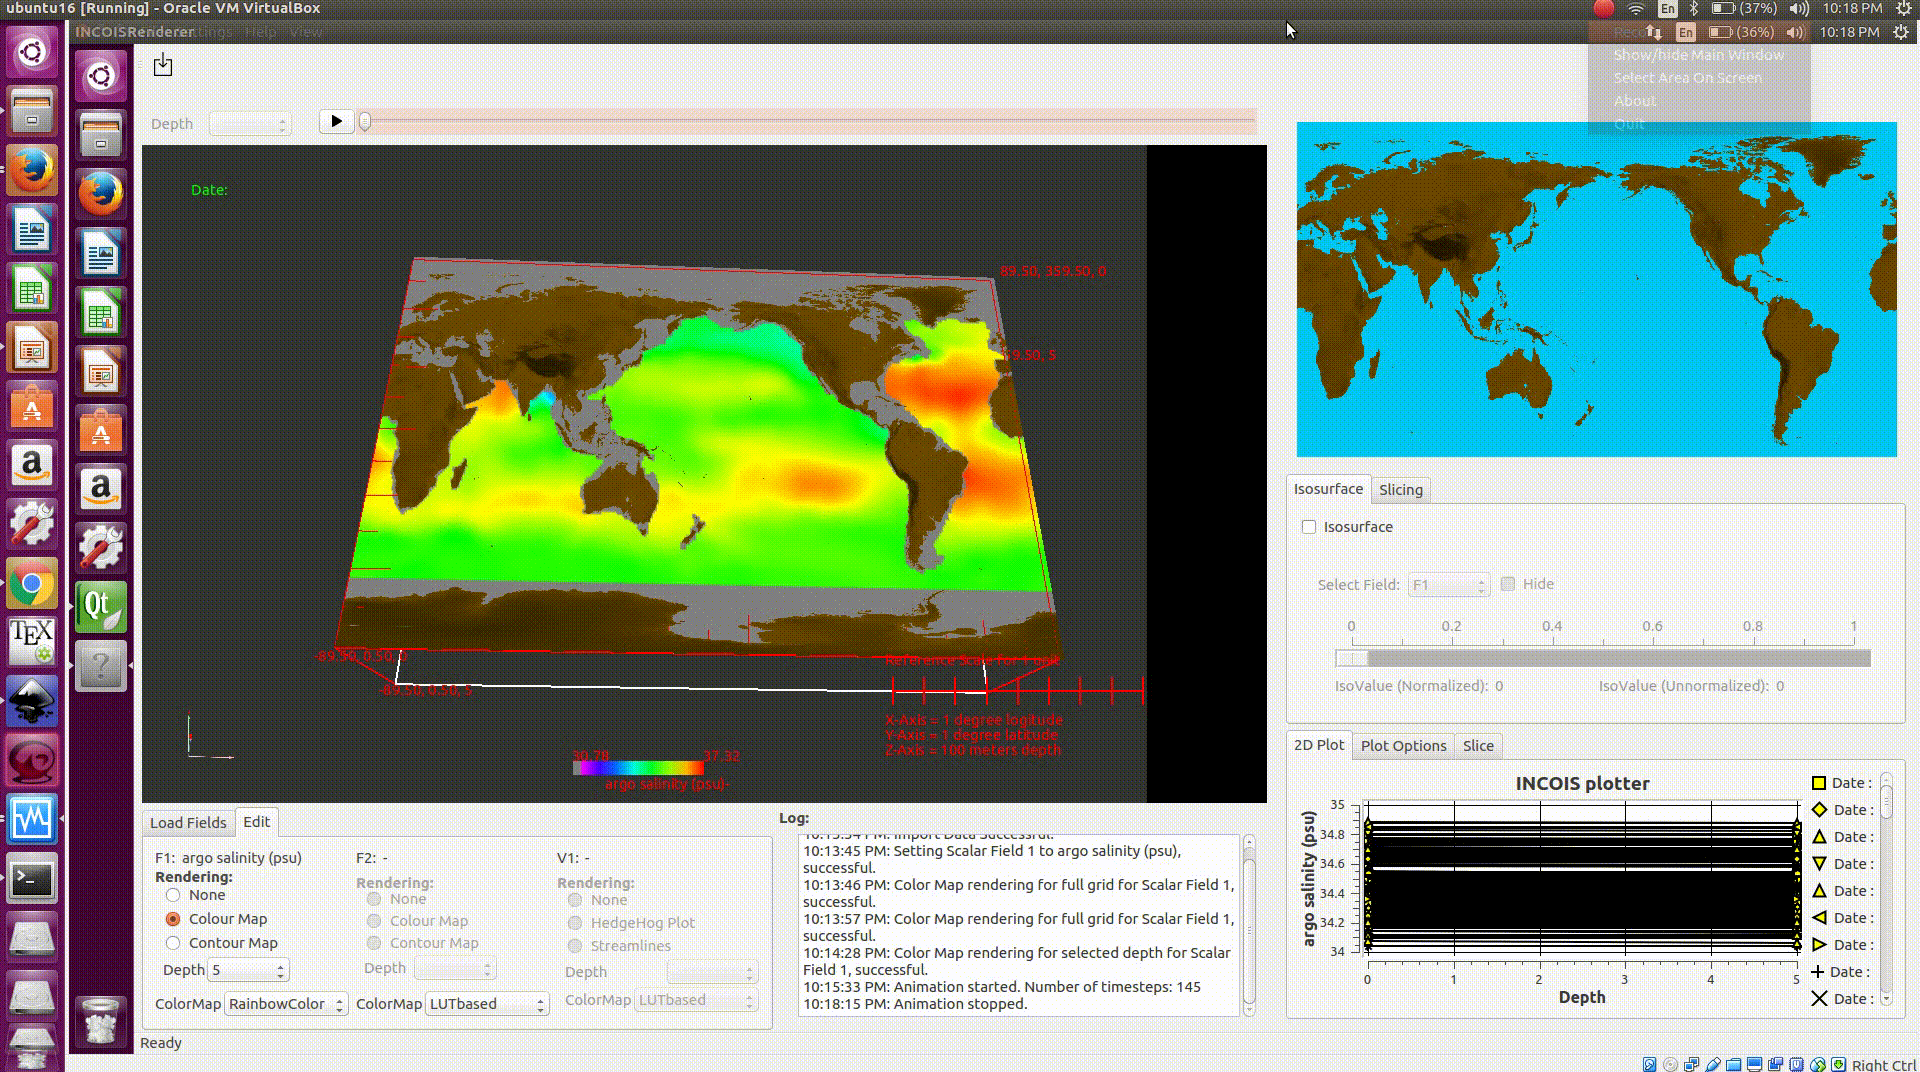 ubuntu16 [Running] - Oracle VM VirtualBox
En (37%) 10:18 PM
INCOISRenderer
Help View
En (36%) 10:18 PM
Show/hide Main Window
Select Area On Screen
About
Quit
Depth
Date:
89.50, 359.50, 0
59.50, 5
-89.50, 0.50, 0
-89.50, 0.50, 5
Reference Scale for 1 unit
X-Axis = 1 degree logitude
Y-Axis = 1 degree latitude
Z-Axis = 100 meters depth
30.78 37.32
argo salinity (psu)-
Isosurface Slicing
Isosurface
Select Field: F1 Hide
0 0.2 0.4 0.6 0.8 1
IsoValue (Normalized): 0 IsoValue (Unnormalized): 0
2D Plot Plot Options Slice
INCOIS plotter
35
34.8
34.6
34.4
34.2
34
argo salinity (psu)
0 1 2 3 4 5
Depth
Date :
Date :
Date :
Date :
Date :
Date :
Date :
Date :
Date :
Load Fields Edit
F1: argo salinity (psu) F2: - V1: -
Rendering: Rendering: Rendering:
None None None
Colour Map Colour Map HedgeHog Plot
Contour Map Contour Map Streamlines
Depth 5 Depth Depth
ColorMap RainbowColor ColorMap LUTbased ColorMap LUTbased
Log:
10:13:34 PM: Import Data Successful.
10:13:45 PM: Setting Scalar Field 1 to argo salinity (psu),
successful.
10:13:46 PM: Color Map rendering for full grid for Scalar Field 1,
successful.
10:13:57 PM: Color Map rendering for full grid for Scalar Field 1,
successful.
10:14:28 PM: Color Map rendering for selected depth for Scalar
Field 1, successful.
10:15:33 PM: Animation started. Number of timesteps: 145
10:18:15 PM: Animation stopped.
Ready
Right Ctrl